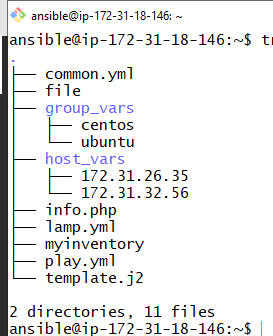 ansible@ip-172-31-18-146: ~
ansible@ip-172-31-18-146:~$ tr
.
├── common.yml
├── file
├── group_vars
│   ├── centos
│   └── ubuntu
├── host_vars
│   ├── 172.31.26.35
│   └── 172.31.32.56
├── info.php
├── lamp.yml
├── myinventory
├── play.yml
└── template.j2
2 directories, 11 files
ansible@ip-172-31-18-146:~$